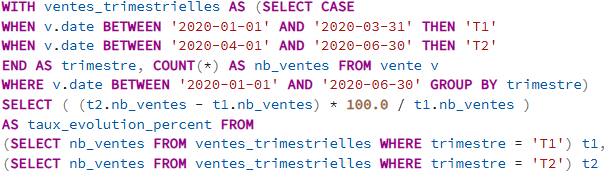 WITH ventes_trimestrielles AS (SELECT CASE
WHEN v.date BETWEEN '2020-01-01' AND '2020-03-31' THEN 'T1'
WHEN v.date BETWEEN '2020-04-01' AND '2020-06-30' THEN 'T2'
END AS trimestre, COUNT(*) AS nb_ventes FROM vente v
WHERE v.date BETWEEN '2020-01-01' AND '2020-06-30' GROUP BY trimestre)
SELECT ( (t2.nb_ventes - t1.nb_ventes) * 100.0 / t1.nb_ventes )
AS taux_evolution_percent FROM
(SELECT nb_ventes FROM ventes_trimestrielles WHERE trimestre = 'T1') t1,
(SELECT nb_ventes FROM ventes_trimestrielles WHERE trimestre = 'T2') t2